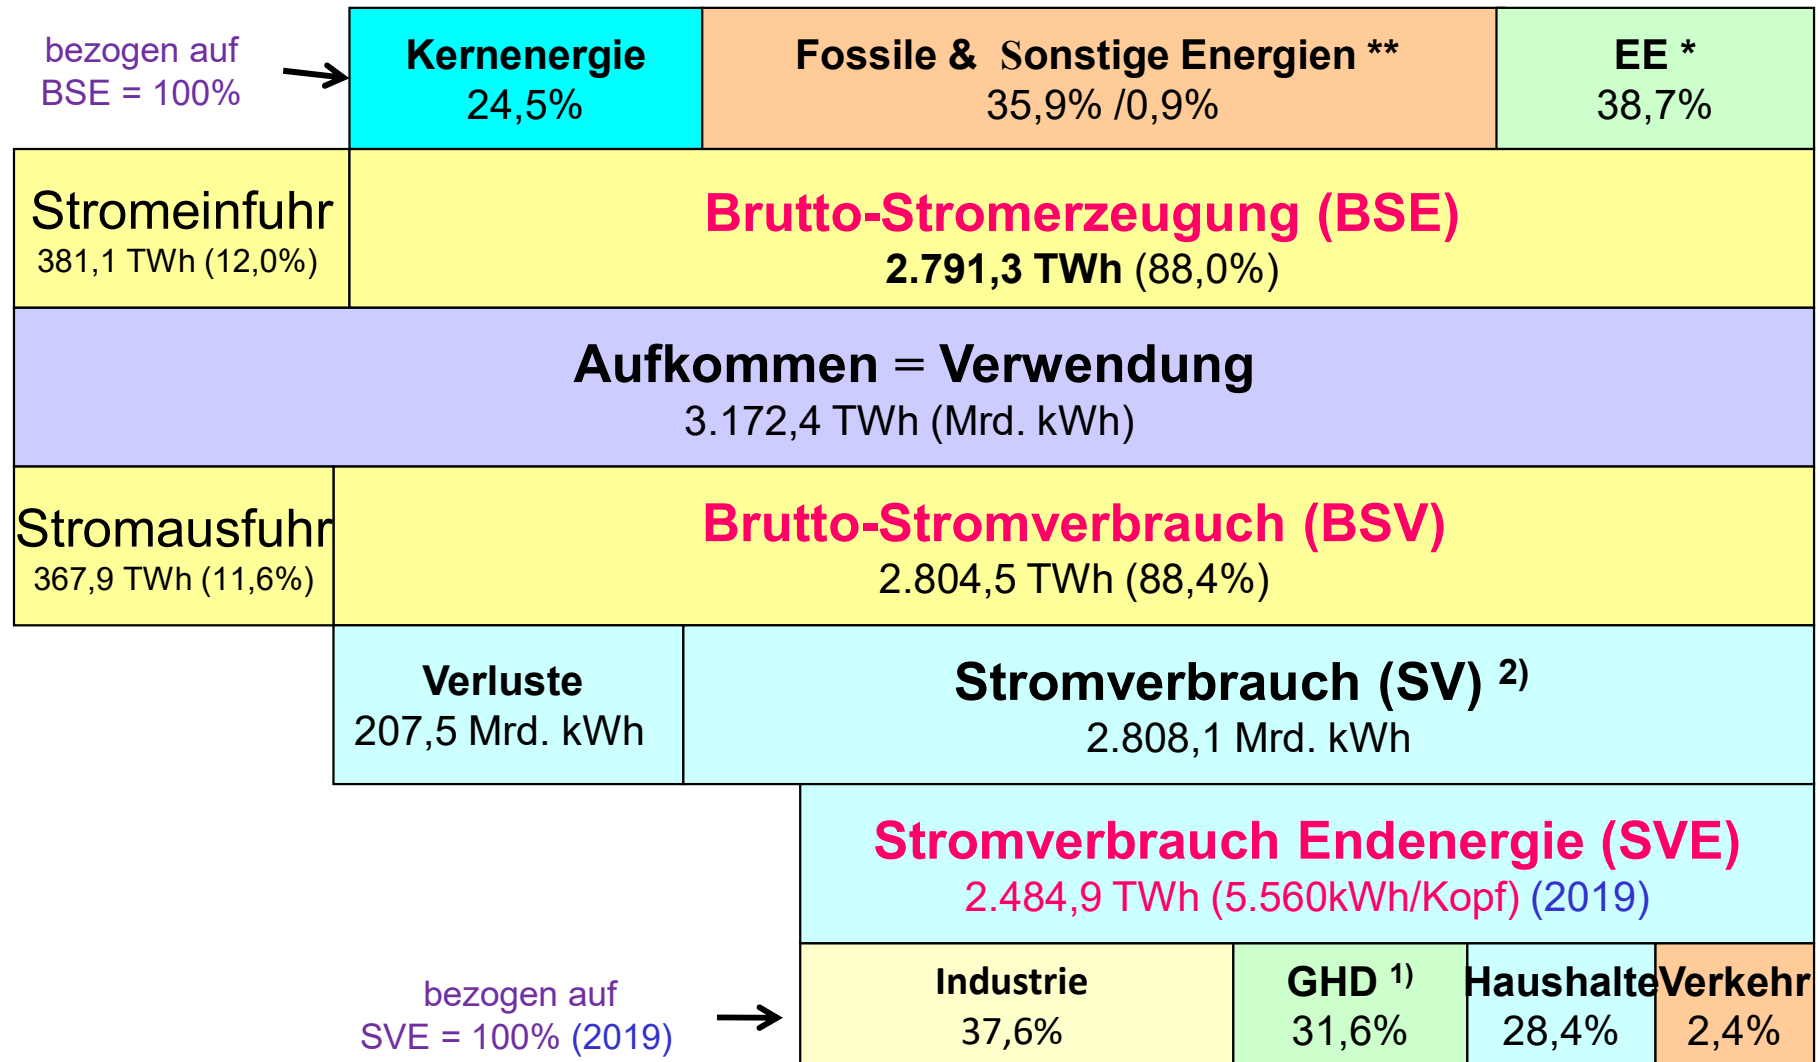 bezogen auf
BSE = 100%
Kernenergie
24,5%
Fossile & Sonstige Energien **
35,9% /0,9%
EE *
38,7%
Stromeinfuhr
381,1 TWh (12,0%)
Brutto-Stromerzeugung (BSE)
2.791,3 TWh (88,0%)
Aufkommen = Verwendung
3.172,4 TWh (Mrd. kWh)
Stromausfuhr
367,9 TWh (11,6%)
Brutto-Stromverbrauch (BSV)
2.804,5 TWh (88,4%)
Verluste
207,5 Mrd. kWh
Stromverbrauch (SV) 2)
2.808,1 Mrd. kWh
Stromverbrauch Endenergie (SVE)
2.484,9 TWh (5.560kWh/Kopf) (2019)
bezogen auf
SVE = 100% (2019)
Industrie
37,6%
GHD 1)
31,6%
Haushalte
28,4%
Verkehr
2,4%